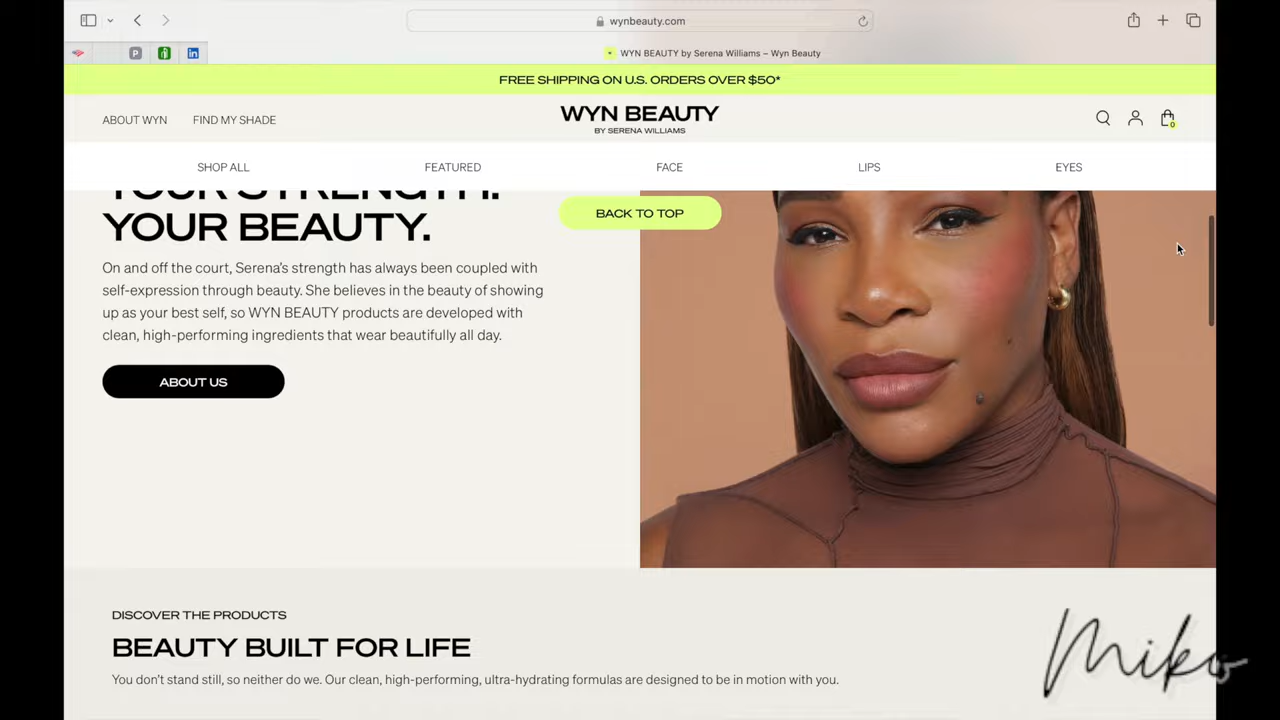 wynbeauty.com
WYN BEAUTY by Serena Williams – Wyn Beauty
FREE SHIPPING ON U.S. ORDERS OVER $50*
ABOUT WYN
FIND MY SHADE
WYN BEAUTY
BY SERENA WILLIAMS
0
SHOP ALL
FEATURED
FACE
LIPS
EYES
YOUR STRENGTH.
YOUR BEAUTY.
BACK TO TOP
On and off the court, Serena's strength has always been coupled with
self-expression through beauty. She believes in the beauty of showing
up as your best self, so WYN BEAUTY products are developed with
clean, high-performing ingredients that wear beautifully all day.
ABOUT US
DISCOVER THE PRODUCTS
BEAUTY BUILT FOR LIFE
You don't stand still, so neither do we. Our clean, high-performing, ultra-hydrating formulas are designed to be in motion with you.
Miko
P
in